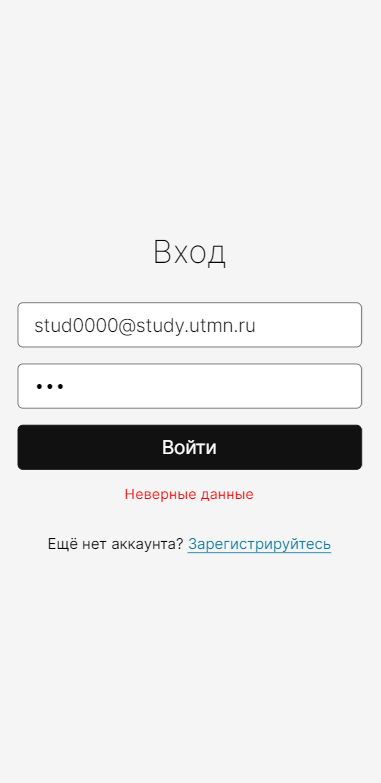 Вход
stud0000@study.utmn.ru
•••
Войти
Неверные данные
Ещё нет аккаунта? Зарегистрируйтесь